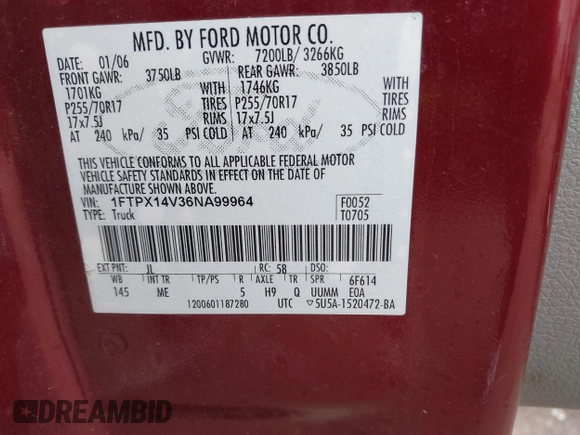 MFD. BY FORD MOTOR CO.
DATE: 01/06 GVWR: 7200LB/ 3266KG
FRONT GAWR: 3750LB REAR GAWR: 3850LB
1701KG WITH 1746KG WITH
P255/70R17 TIRES P255/70R17 TIRES
17x7.5J RIMS 17x7.5J RIMS
AT 240 kPa/ 35 PSI COLD AT 240 kPa/ 35 PSI COLD
THIS VEHICLE CONFORMS TO ALL APPLICABLE FEDERAL MOTOR
VEHICLE SAFETY STANDARDS IN EFFECT ON THE DATE OF
MANUFACTURE SHOWN ABOVE.
VIN: 1FTPX14V36NA99964 F0052
TYPE: Truck T0705
EXT PNT: JL RC: 58 DSO:
WB INT TR TP/PS R AXLE TR SPR 6F614
145 ME 5 H9 Q UUMM E0A
1200601187280 UTC ▽5U5A-1520472-BA
DREAMBID